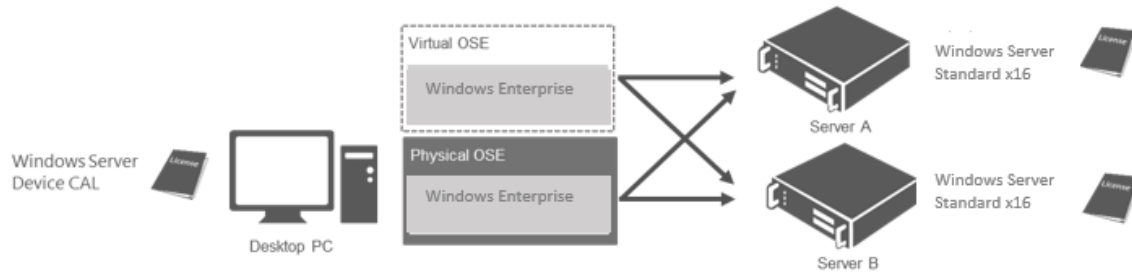 Windows Server
Device CAL
License
Desktop PC
Virtual OSE
Windows Enterprise
Physical OSE
Windows Enterprise
Server A
Windows Server
Standard x16
License
Server B
Windows Server
Standard x16
License